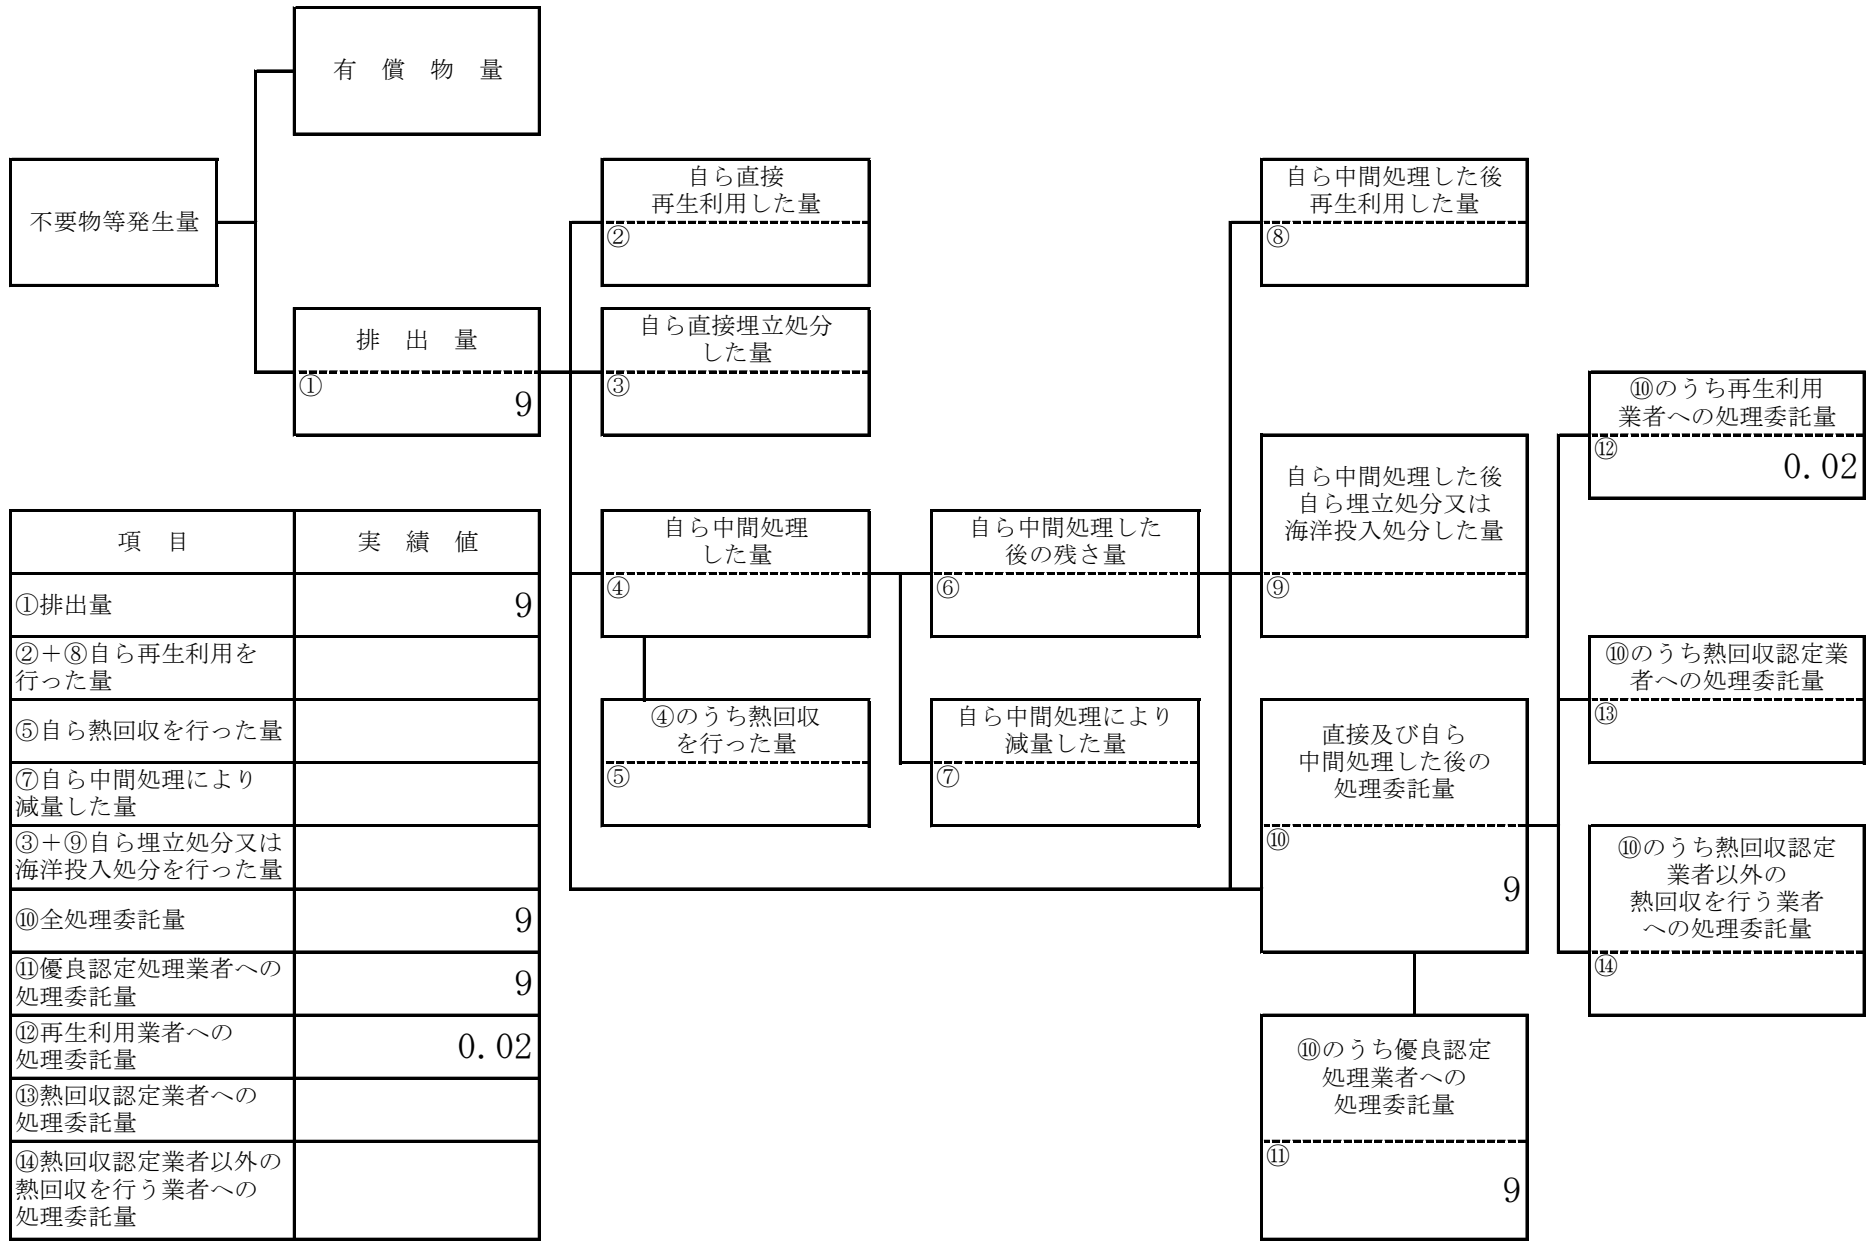 有 償 物 量
不要物等発生量
排 出 量
①
9
自ら直接
再生利用した量
②
自ら直接埋立処分
した量
③
自ら中間処理
した量
④
④のうち熱回収
を行った量
⑤
自ら中間処理した
後の残さ量
⑥
自ら中間処理により
減量した量
⑦
自ら中間処理した後
再生利用した量
⑧
自ら中間処理した後
自ら埋立処分又は
海洋投入処分した量
⑨
直接及び自ら
中間処理した後の
処理委託量
⑩
9
⑩のうち優良認定
処理業者への
処理委託量
⑪
9
⑩のうち再生利用
業者への処理委託量
⑫
0.02
⑩のうち熱回収認定業
者への処理委託量
⑬
⑩のうち熱回収認定
業者以外の
熱回収を行う業者
への処理委託量
⑭
項 目 実 績 値
①排出量 9
②＋⑧自ら再生利用を
行った量
⑤自ら熱回収を行った量
⑦自ら中間処理により
減量した量
③＋⑨自ら埋立処分又は
海洋投入処分を行った量
⑩全処理委託量 9
⑪優良認定処理業者への
処理委託量
9
⑫再生利用業者への
処理委託量
0.02
⑬熱回収認定業者への
処理委託量
⑭熱回収認定業者以外の
熱回収を行う業者への
処理委託量